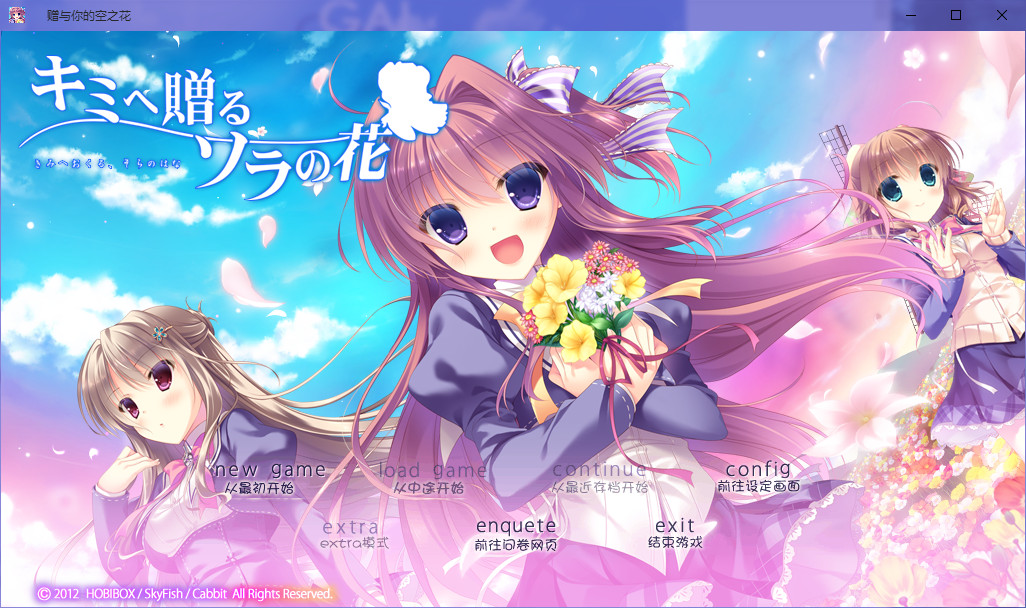 赠与你的空之花
キミへ贈る
ソラの花
きみへおくる、そらのはな
new game
从最初开始
load game
从中途开始
continue
从最近存档开始
config
前往设定画面
extra
extra模式
enquete
前往问卷网页
exit
结束游戏
© 2012 HOBIBOX / SkyFish / Cabbit All Rights Reserved.